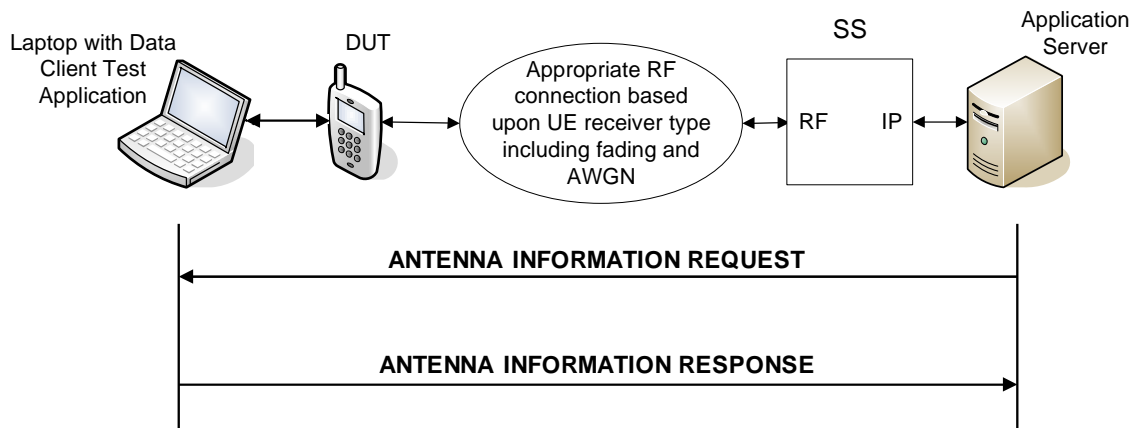 Laptop with Data
Client Test
Application
DUT
Appropriate RF
connection based
upon UE receiver type
including fading and
AWGN
SS
RF
IP
Application
Server
ANTENNA INFORMATION REQUEST
ANTENNA INFORMATION RESPONSE